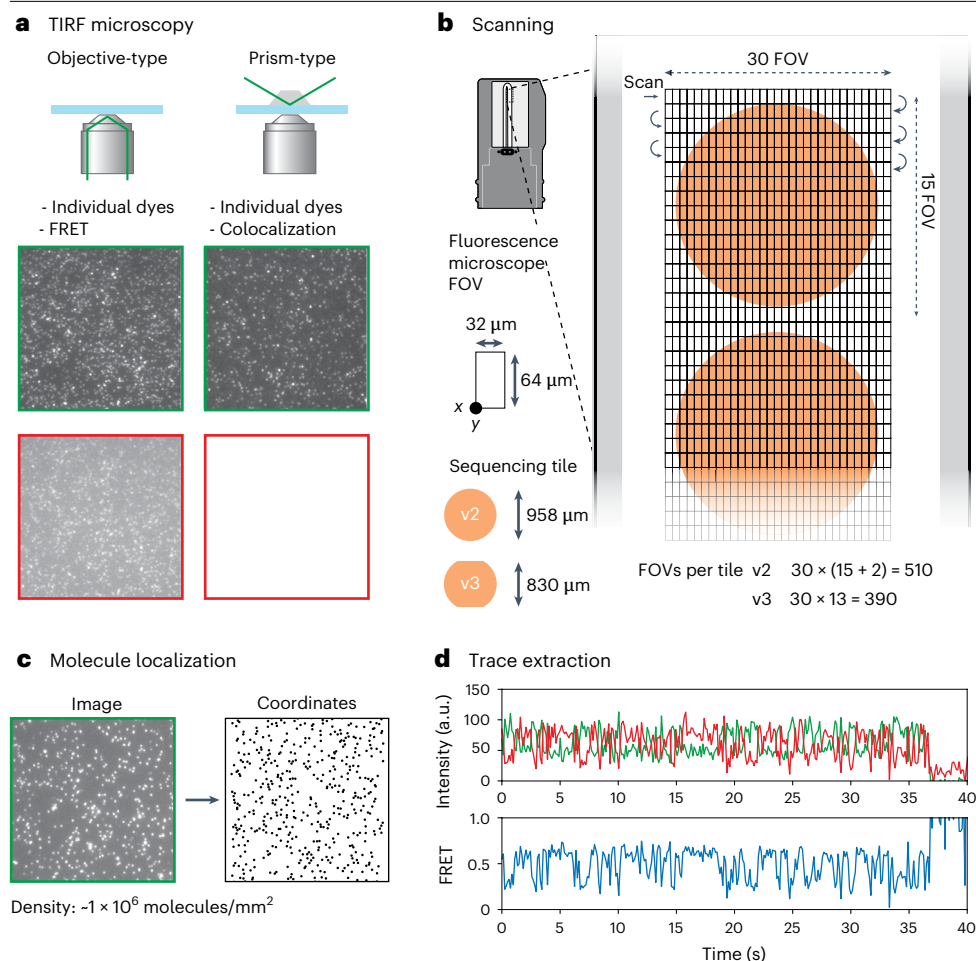 a TIRF microscopy
Objective-type
Prism-type
- Individual dyes
- FRET
- Individual dyes
- Colocalization
b Scanning
30 FOV
Scan
15 FOV
Fluorescence
microscope
FOV
32 µm
64 µm
x
y
Sequencing tile
v2
958 µm
v3
830 µm
FOVs per tile v2 30 × (15 + 2) = 510
v3 30 × 13 = 390
c Molecule localization
Image
Coordinates
Density: ~1 × 10⁶ molecules/mm²
d Trace extraction
Intensity (a.u.)
150
100
50
0
0 5 10 15 20 25 30 35 40
FRET
1.0
0.5
0
0 5 10 15 20 25 30 35 40
Time (s)